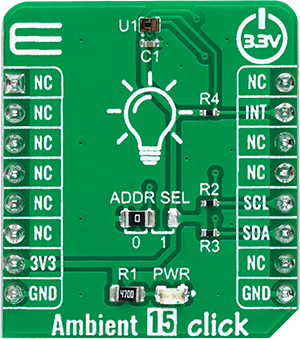 U1
3.3V
C1
NC NC
NC R4 INT
NC NC
NC NC
NC ADDR SEL R2 SCL
0
NC 0 1 R3 SDA
3V3 R1 PWR NC
GND 4700 GND
Ambient 15 click